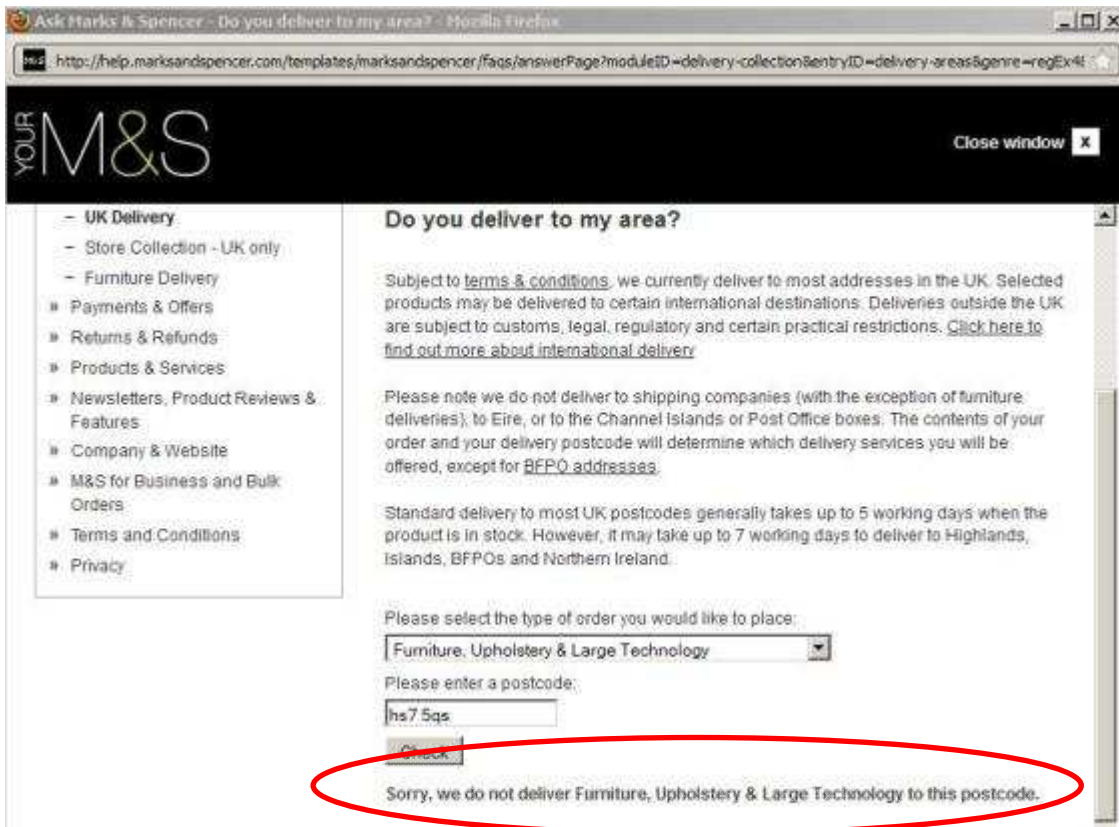 Ask Marks & Spencer - Do you deliver to my area? - Mozilla Firefox
M&S http://help.marksandspencer.com/templates/marksandspencer/faqs/answerPage?moduleID=delivery-collection&entryID=delivery-areas&genre=regEx4
YOUR M&S
Close window X
– UK Delivery
– Store Collection - UK only
– Furniture Delivery
» Payments & Offers
» Returns & Refunds
» Products & Services
» Newsletters, Product Reviews &
Features
» Company & Website
» M&S for Business and Bulk
Orders
» Terms and Conditions
» Privacy
Do you deliver to my area?
Subject to terms & conditions, we currently deliver to most addresses in the UK. Selected
products may be delivered to certain international destinations. Deliveries outside the UK
are subject to customs, legal, regulatory and certain practical restrictions. Click here to
find out more about international delivery
Please note we do not deliver to shipping companies (with the exception of furniture
deliveries), to Eire, or to the Channel Islands or Post Office boxes. The contents of your
order and your delivery postcode will determine which delivery services you will be
offered, except for BFPO addresses.
Standard delivery to most UK postcodes generally takes up to 5 working days when the
product is in stock. However, it may take up to 7 working days to deliver to Highlands,
Islands, BFPOs and Northern Ireland.
Please select the type of order you would like to place:
Furniture, Upholstery & Large Technology
Please enter a postcode:
hs7 5qs
Check
Sorry, we do not deliver Furniture, Upholstery & Large Technology to this postcode.